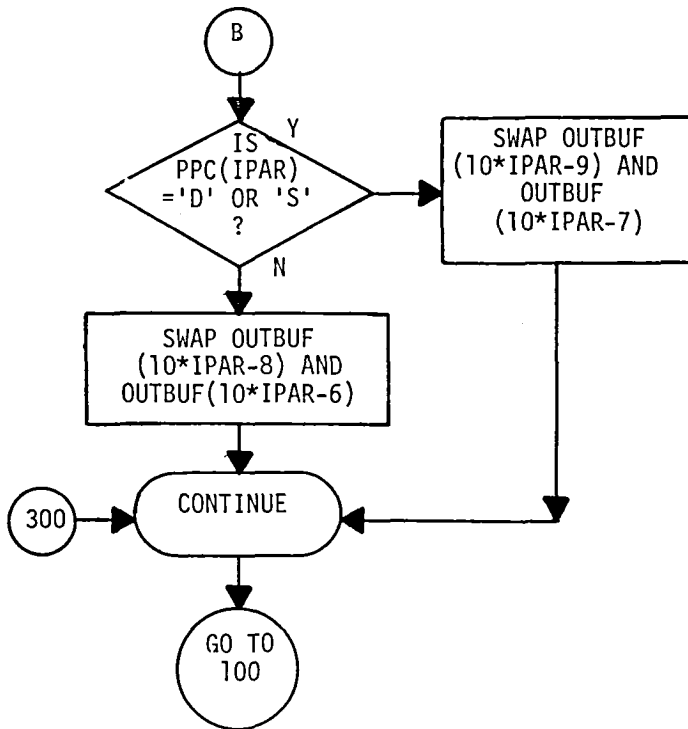 B
Y
IS
PPC(IPAR)
='D' OR 'S'
?
N
SWAP OUTBUF
(10*IPAR-9) AND
OUTBUF
(10*IPAR-7)
SWAP OUTBUF
(10*IPAR-8) AND
OUTBUF(10*IPAR-6)
300
CONTINUE
GO TO
100